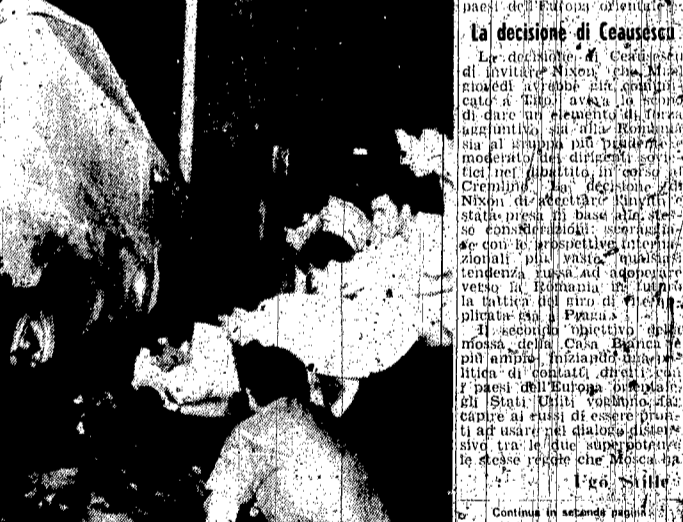 paesi dell'Europa orientale
La decisione di Ceausescu
La decisione di Ceausescu
di invitare Nixon, che
giovedì avrebbe già comuni-
cato a Tito, aveva lo scopo
di dare un elemento di forza
aggiuntivo sia alla Romania
sia al gruppo più prudente e
moderato dei dirigenti sovie-
tici nel dibattito in corso al
Cremlino. La decisione di
Nixon di accettare l'invito è
stata presa in base alle stes-
se considerazioni: scoraggia-
re con le prospettive interna-
zionali più vaste qualsiasi
tendenza russa ad adoperare
verso la Romania in futuro
la tattica del giro di
plicata già a Praga.
Il secondo obiettivo della
mossa della Casa Bianca è
più ampio. Iniziando una po-
litica di contatti diretti con
i paesi dell'Europa orientale,
gli Stati Uniti vogliono far
capire ai russi di essere pron-
ti ad usare nel dialogo disten-
sivo tra le due superpotenze
le stesse regole che Mosca ha
Ugo Stille
Continua in seconda pagina